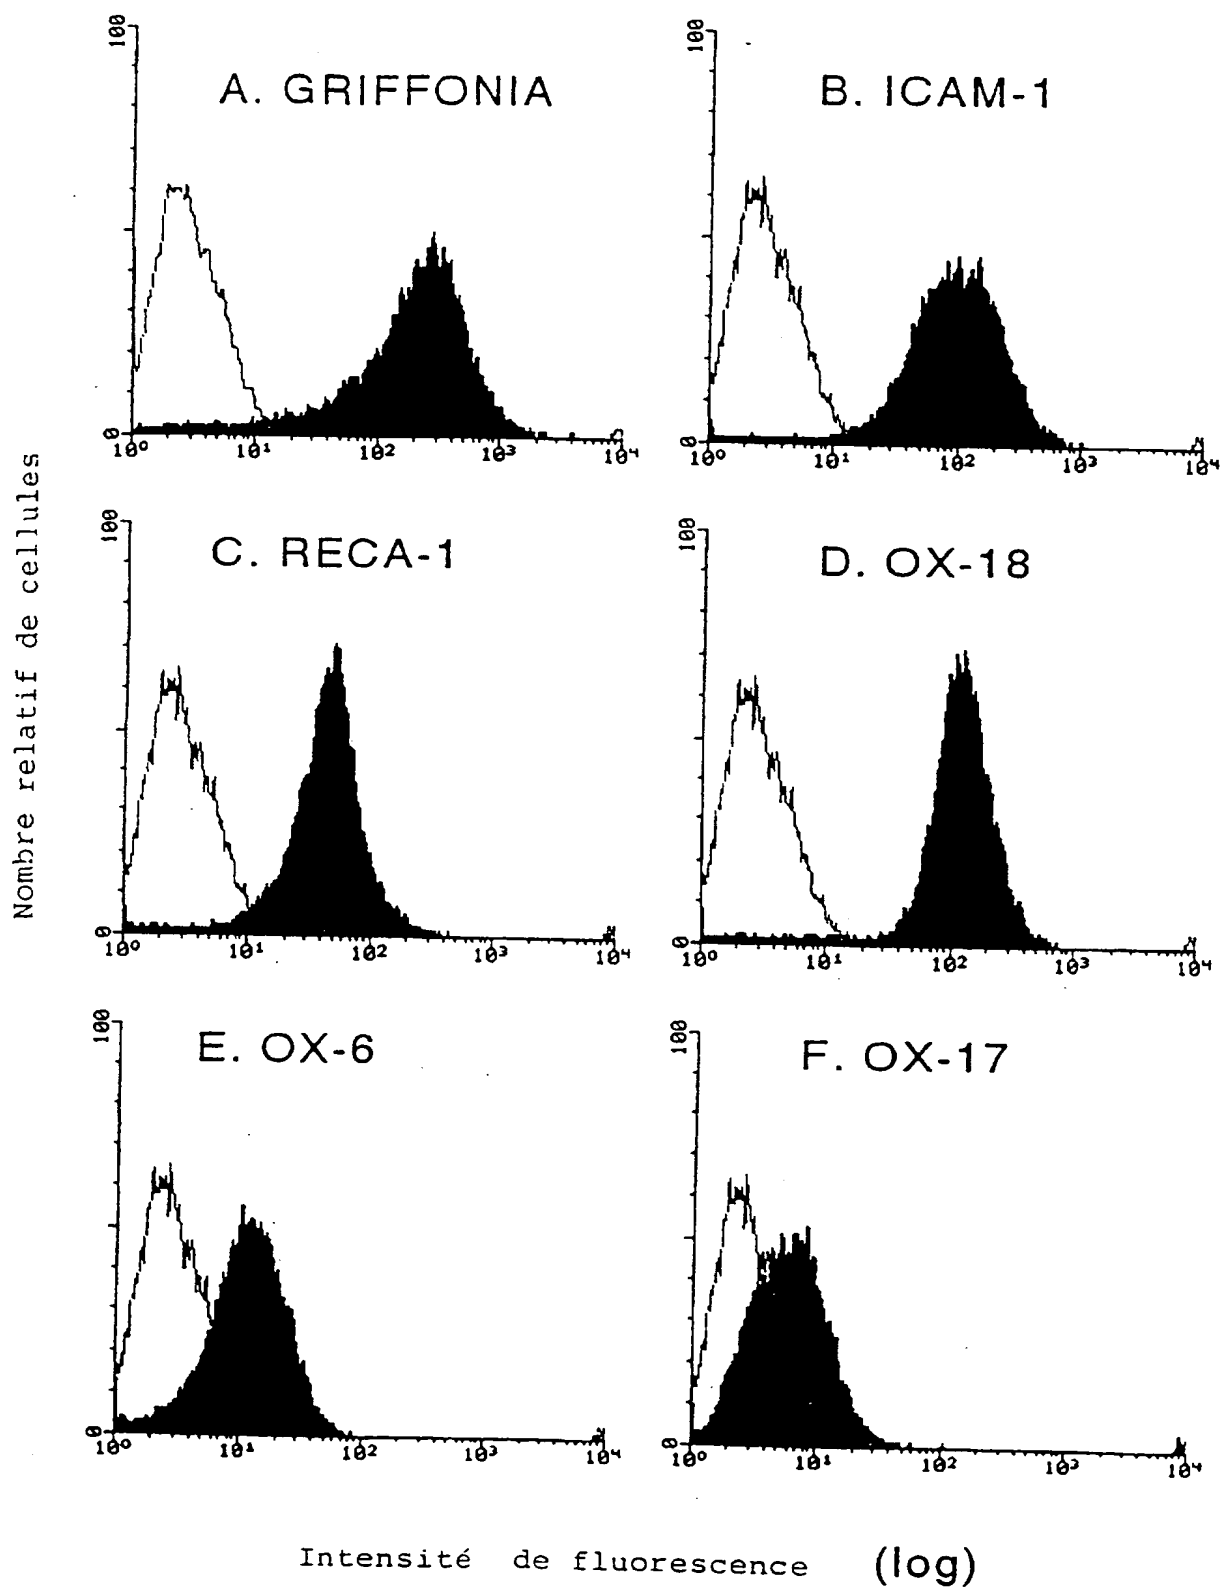 100
A. GRIFFONIA
0
10⁰ 10¹ 10² 10³ 10⁴
100
B. ICAM-1
0
10⁰ 10¹ 10² 10³ 10⁴
Nombre relatif de cellules
100
C. RECA-1
0
10⁰ 10¹ 10² 10³ 10⁴
100
D. OX-18
0
10⁰ 10¹ 10² 10³ 10⁴
100
E. OX-6
0
10⁰ 10¹ 10² 10³ 10⁴
100
F. OX-17
0
10⁰ 10¹ 10² 10³ 10⁴
Intensité de fluorescence (log)